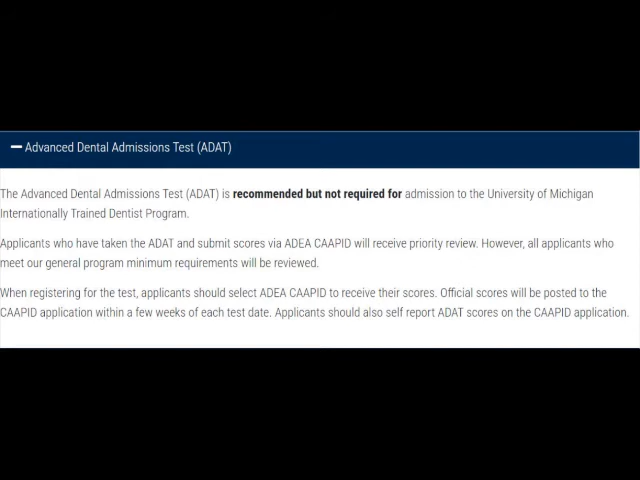 Advanced Dental Admissions Test (ADAT)
The Advanced Dental Admissions Test (ADAT) is recommended but not required for admission to the University of Michigan
Internationally Trained Dentist Program.
Applicants who have taken the ADAT and submit scores via ADEA CAAPID will receive priority review. However, all applicants who
meet our general program minimum requirements will be reviewed.
When registering for the test, applicants should select ADEA CAAPID to receive their scores. Official scores will be posted to the
CAAPID application within a few weeks of each test date. Applicants should also self report ADAT scores on the CAAPID application.